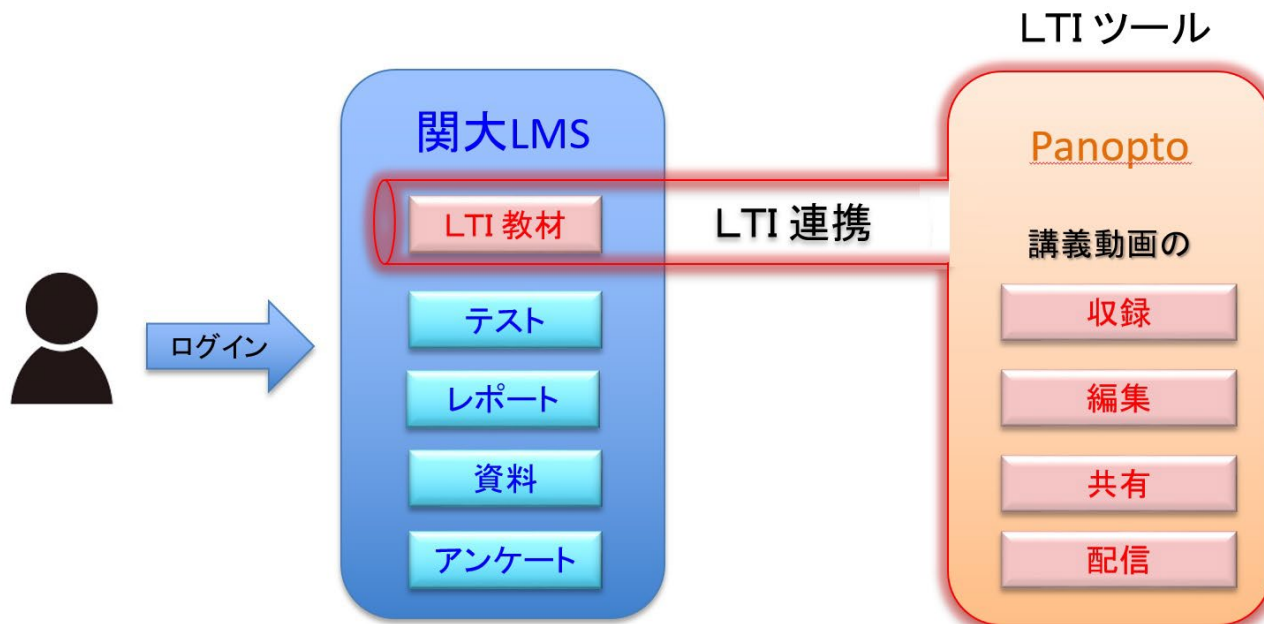 LTI ツール
関大LMS
Panopto
LTI 教材
LTI 連携
講義動画の
ログイン
テスト
レポート
資料
アンケート
収録
編集
共有
配信